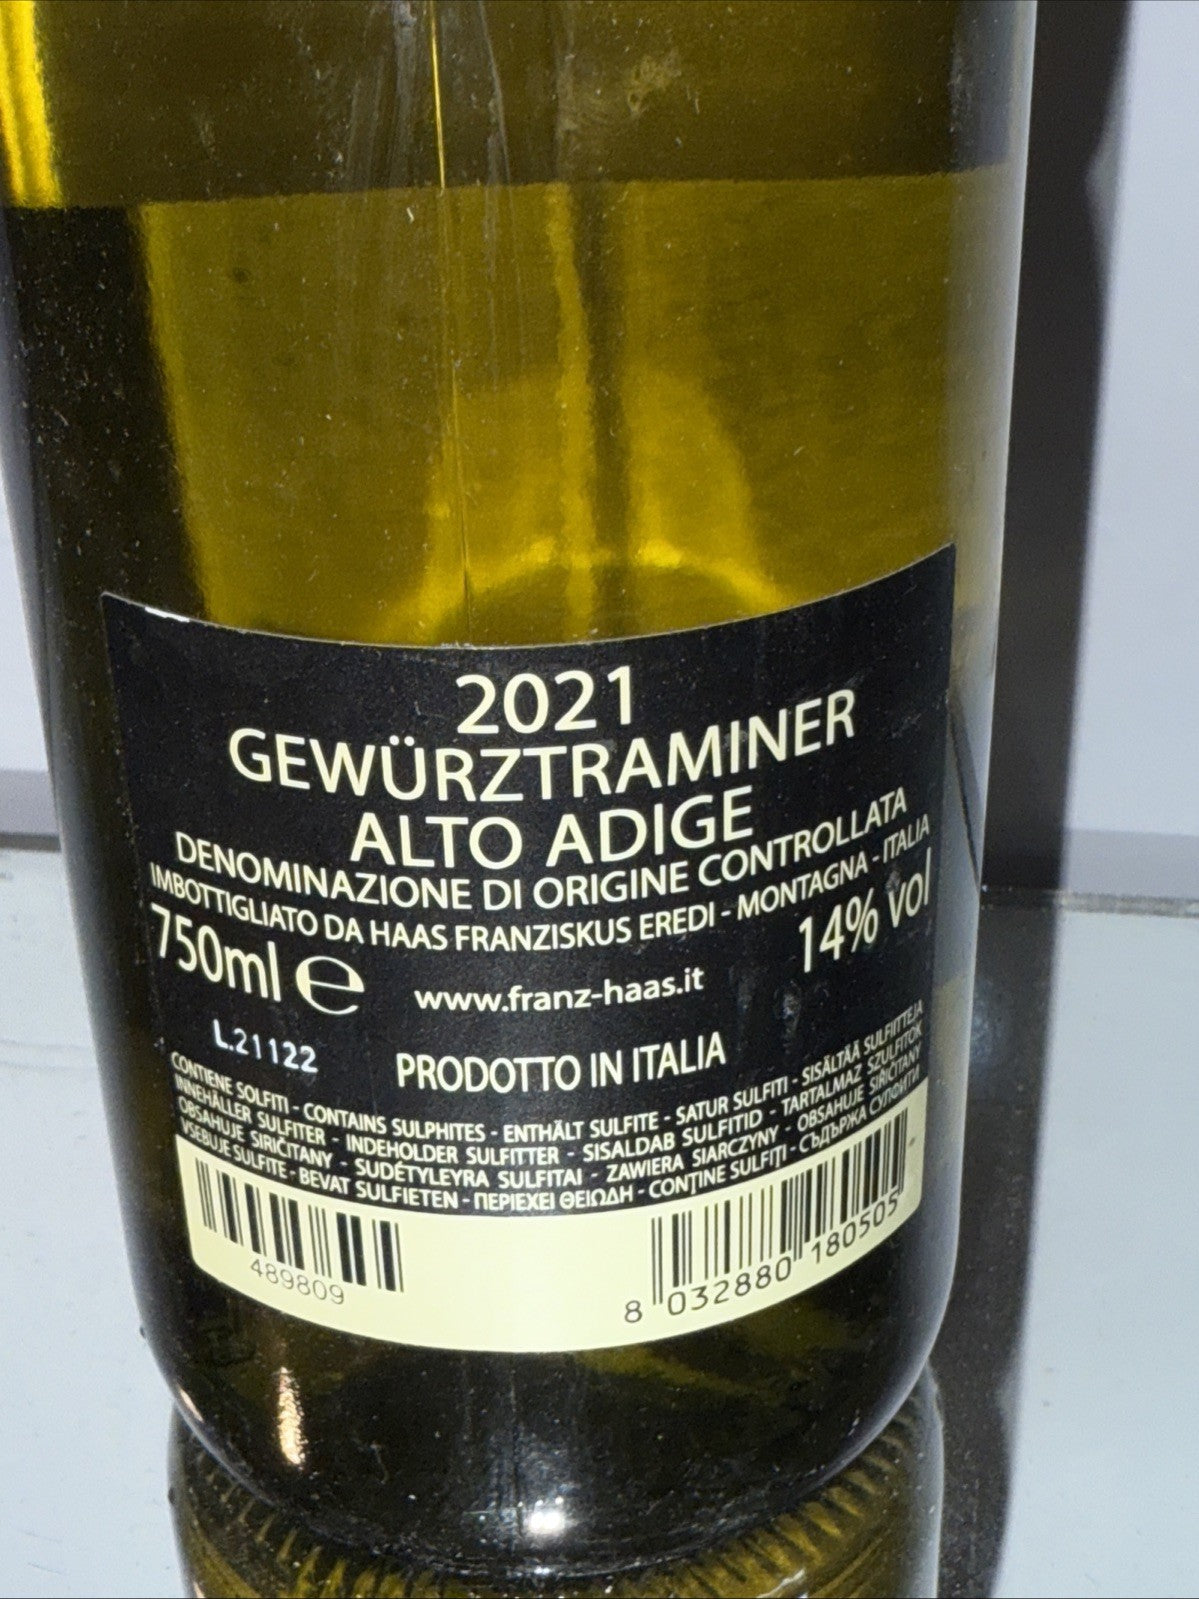 2021
GEWÜRZTRAMINER
ALTO ADIGE
DENOMINAZIONE DI ORIGINE CONTROLLATA
IMBOTTIGLIATO DA HAAS FRANZISKUS EREDI - MONTAGNA - ITALIA
750ml e www.franz-haas.it 14% vol
L.21122 PRODOTTO IN ITALIA
CONTIENE SOLFITI - CONTAINS SULPHITES - ENTHÄLT SULFITE - SATUR SULFITI - SISÄLTÄÄ SULFIITTEJA
INNEHÅLLER SULFITER - INDEHOLDER SULFITTER - SISALDAB SULFITID - TARTALMAZ SZULFITOK
OBSAHUJE SIRIČITANY - SUDĖTYLEYRA SULFITAI - ZAWIERA SIARCZYNY - OBSAHUJE SIŘIČITANY
VSEBUJE SULFITE - BEVAT SULFIETEN - ΠΕΡΙΕΧΕΙ ΘΕΙΩΔΗ - CONȚINE SULFIȚI - СЪДЪРЖА СУЛФИТИ
489809
8 032880 180505